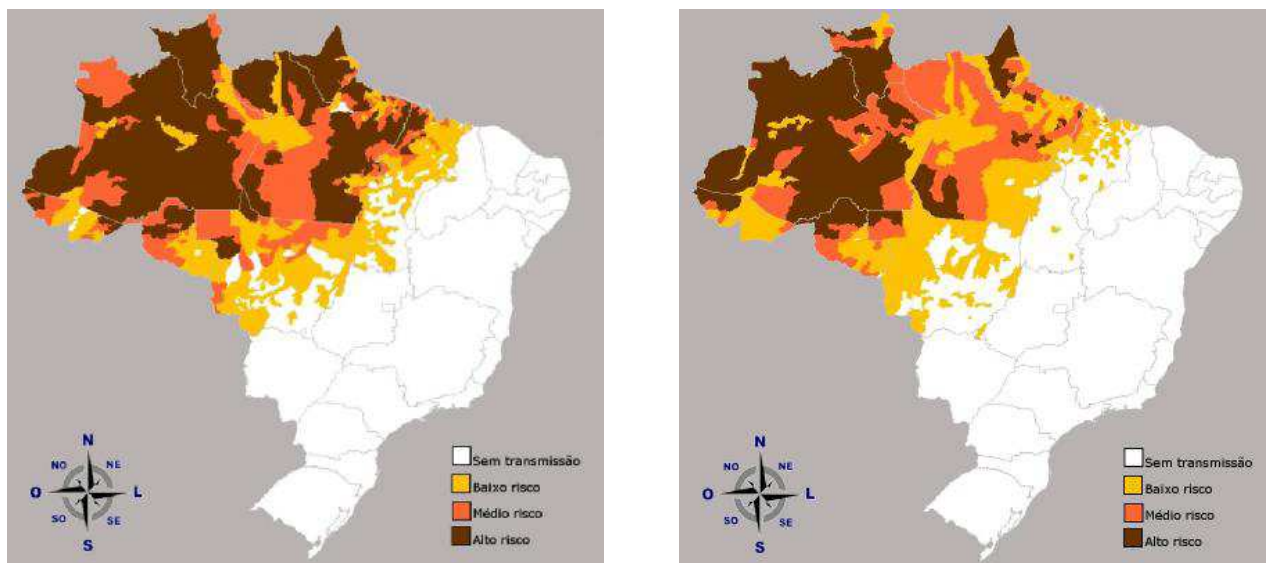 N
NO NE
O L
SO SE
S
Sem transmissão
Baixo risco
Médio risco
Alto risco
N
NO NE
O L
SO SE
S
Sem transmissão
Baixo risco
Médio risco
Alto risco